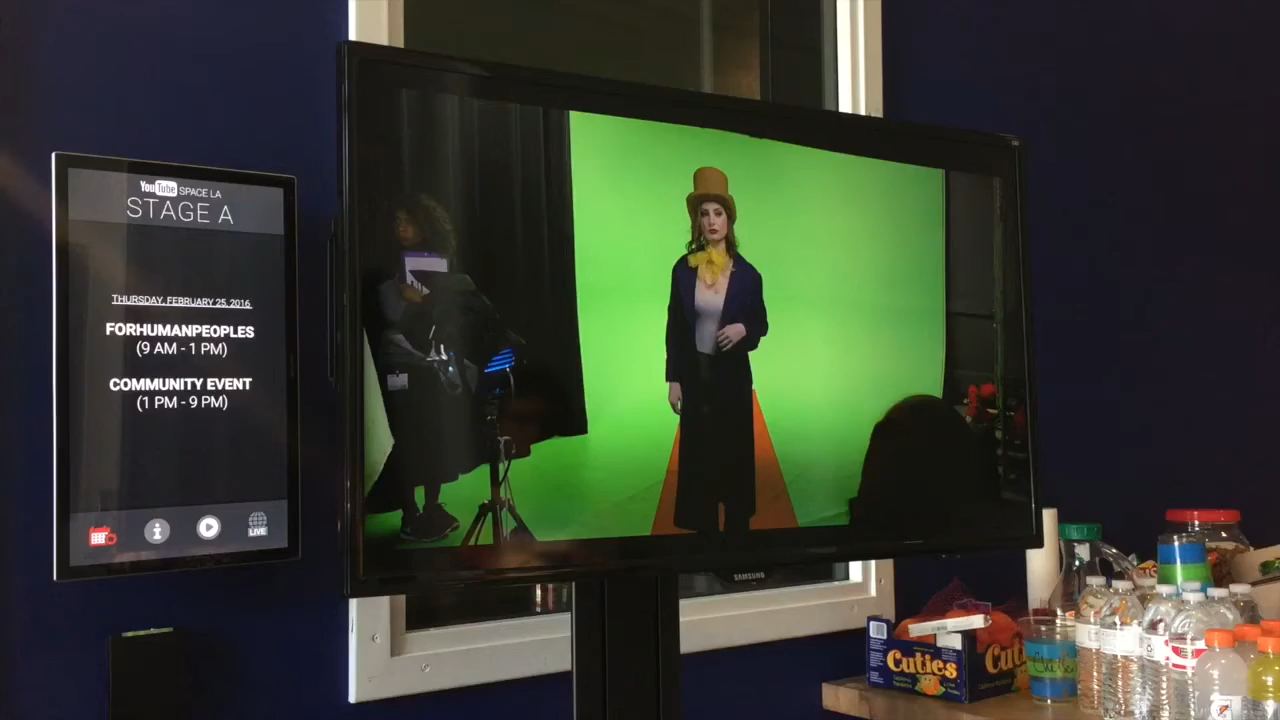 YouTube SPACE LA
STAGE A
THURSDAY, FEBRUARY 25, 2016
FORHUMANPEOPLES
(9 AM - 1 PM)
COMMUNITY EVENT
(1 PM - 9 PM)
LIVE
SAMSUNG
Cuties
Cut